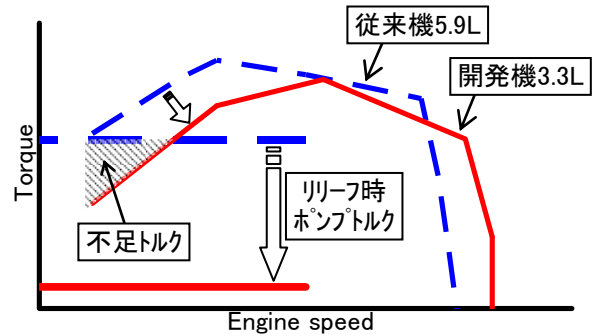 従来機5.9L
開発機3.3L
Torque
リリーフ時
ポンプトルク
不足トルク
Engine speed